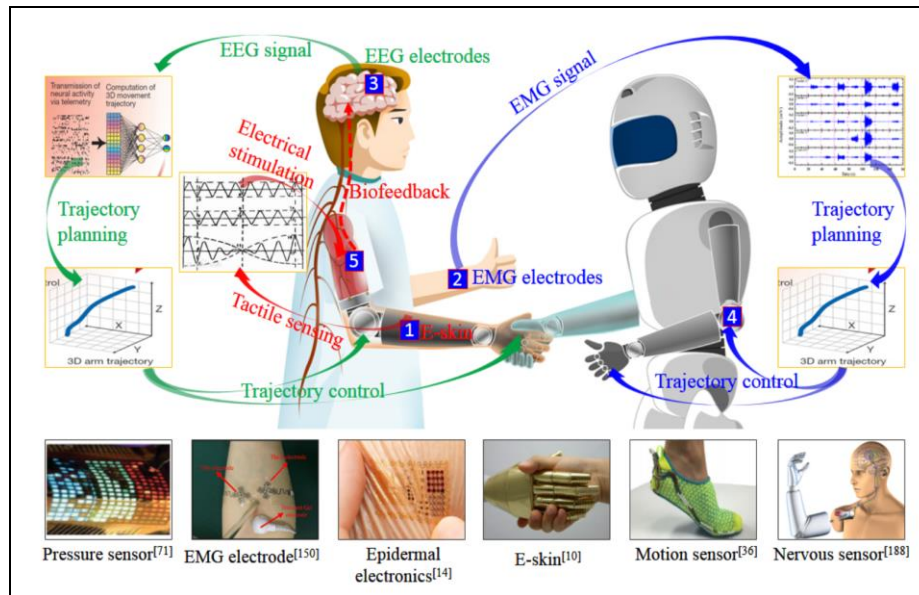 EEG signal
EEG electrodes
3
Transmission of
neural activity
via telemetry
Computation of
3D movement
trajectory
EMG signal
Electrical
stimulation
Biofeedback
Trajectory
planning
Trajectory
planning
5
2
EMG electrodes
4
Tactile sensing
1
E-skin
ntrol
X
Y
Z
3D arm trajectory
ntrol
X
Y
Z
3D arm trajectory
Trajectory control
Trajectory control
Pressure sensor[71]
EMG electrode[150]
Epidermal
electronics[14]
E-skin[10]
Motion sensor[36]
Nervous sensor[188]